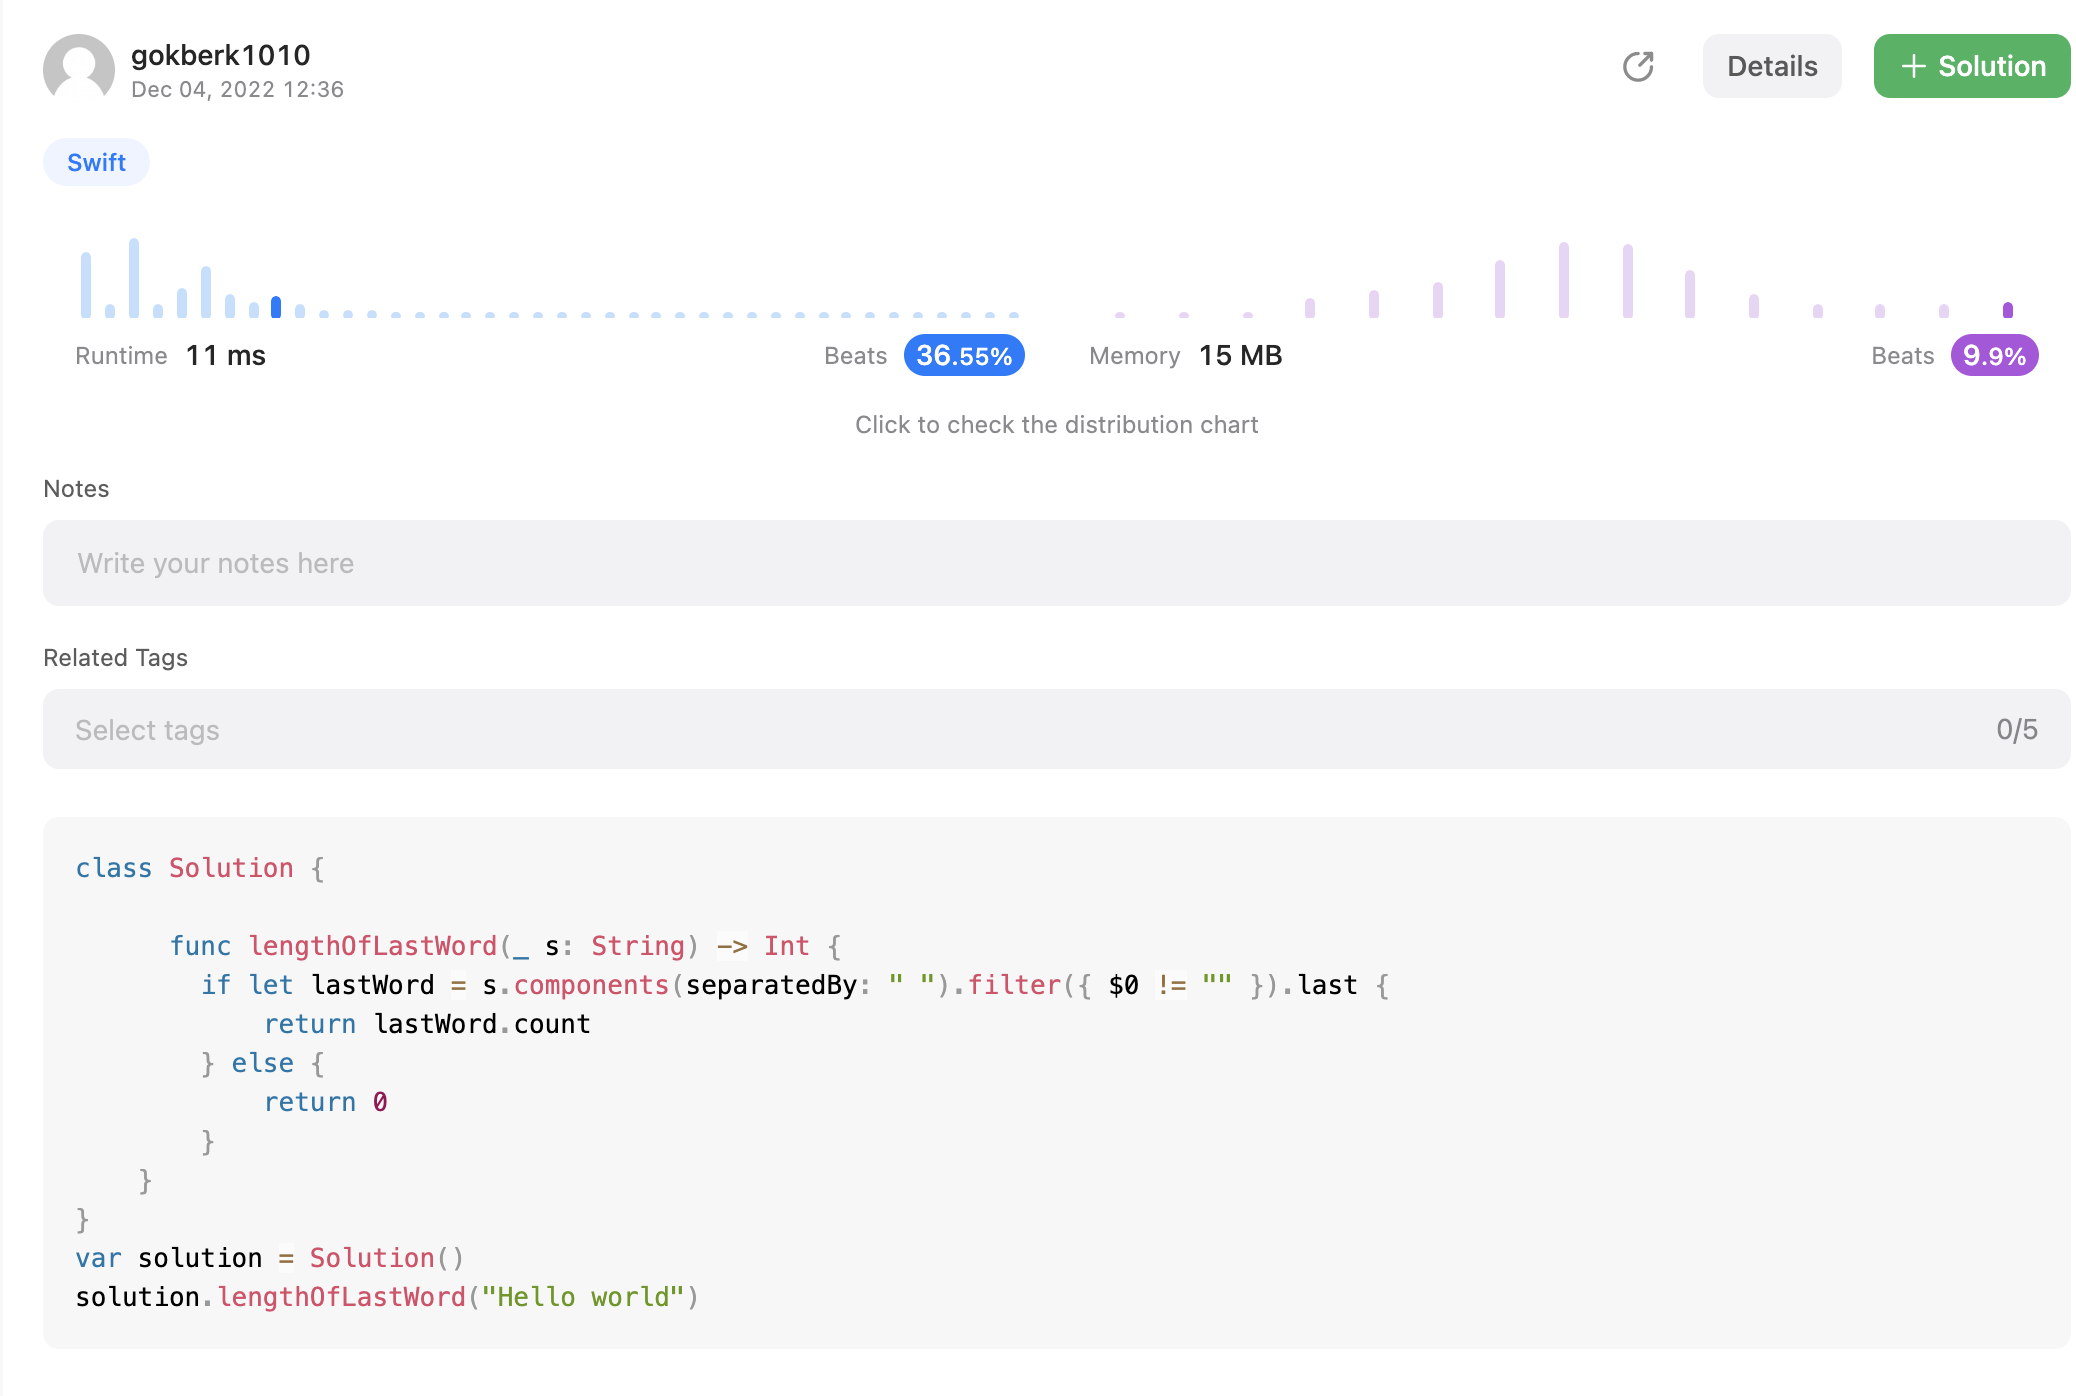 gokberk1010
Dec 04, 2022 12:36
Details
+ Solution
Swift
Runtime 11 ms
Beats 36.55%
Memory 15 MB
Beats 9.9%
Click to check the distribution chart
Notes
Write your notes here
Related Tags
Select tags
0/5
class Solution {
      func lengthOfLastWord(_ s: String) -> Int {
        if let lastWord = s.components(separatedBy: " ").filter({ $0 != "" }).last {
            return lastWord.count
        } else {
            return 0
        }
    }
}
var solution = Solution()
solution.lengthOfLastWord("Hello world")